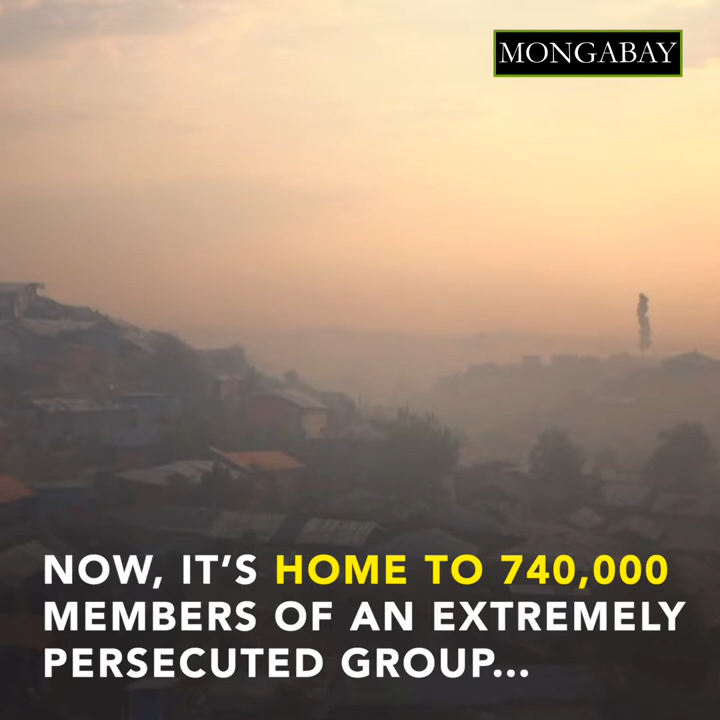 MONGABAY
NOW, IT'S HOME TO 740,000
MEMBERS OF AN EXTREMELY
PERSECUTED GROUP...